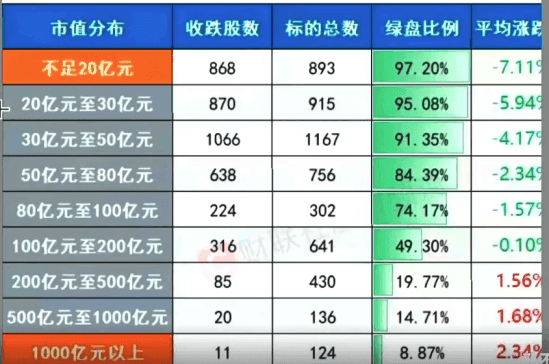 市值分布 收跌股数 标的总数 绿盘比例 平均涨跌
不足20亿元 868 893 97.20% -7.11%
20亿元至30亿元 870 915 95.08% -5.94%
30亿元至50亿元 1066 1167 91.35% -4.17%
50亿元至80亿元 638 756 84.39% -2.34%
80亿元至100亿元 224 302 74.17% -1.57%
100亿元至200亿元 316 641 49.30% -0.10%
200亿元至500亿元 85 430 19.77% 1.56%
500亿元至1000亿元 20 136 14.71% 1.68%
1000亿元以上 11 124 8.87% 2.34%